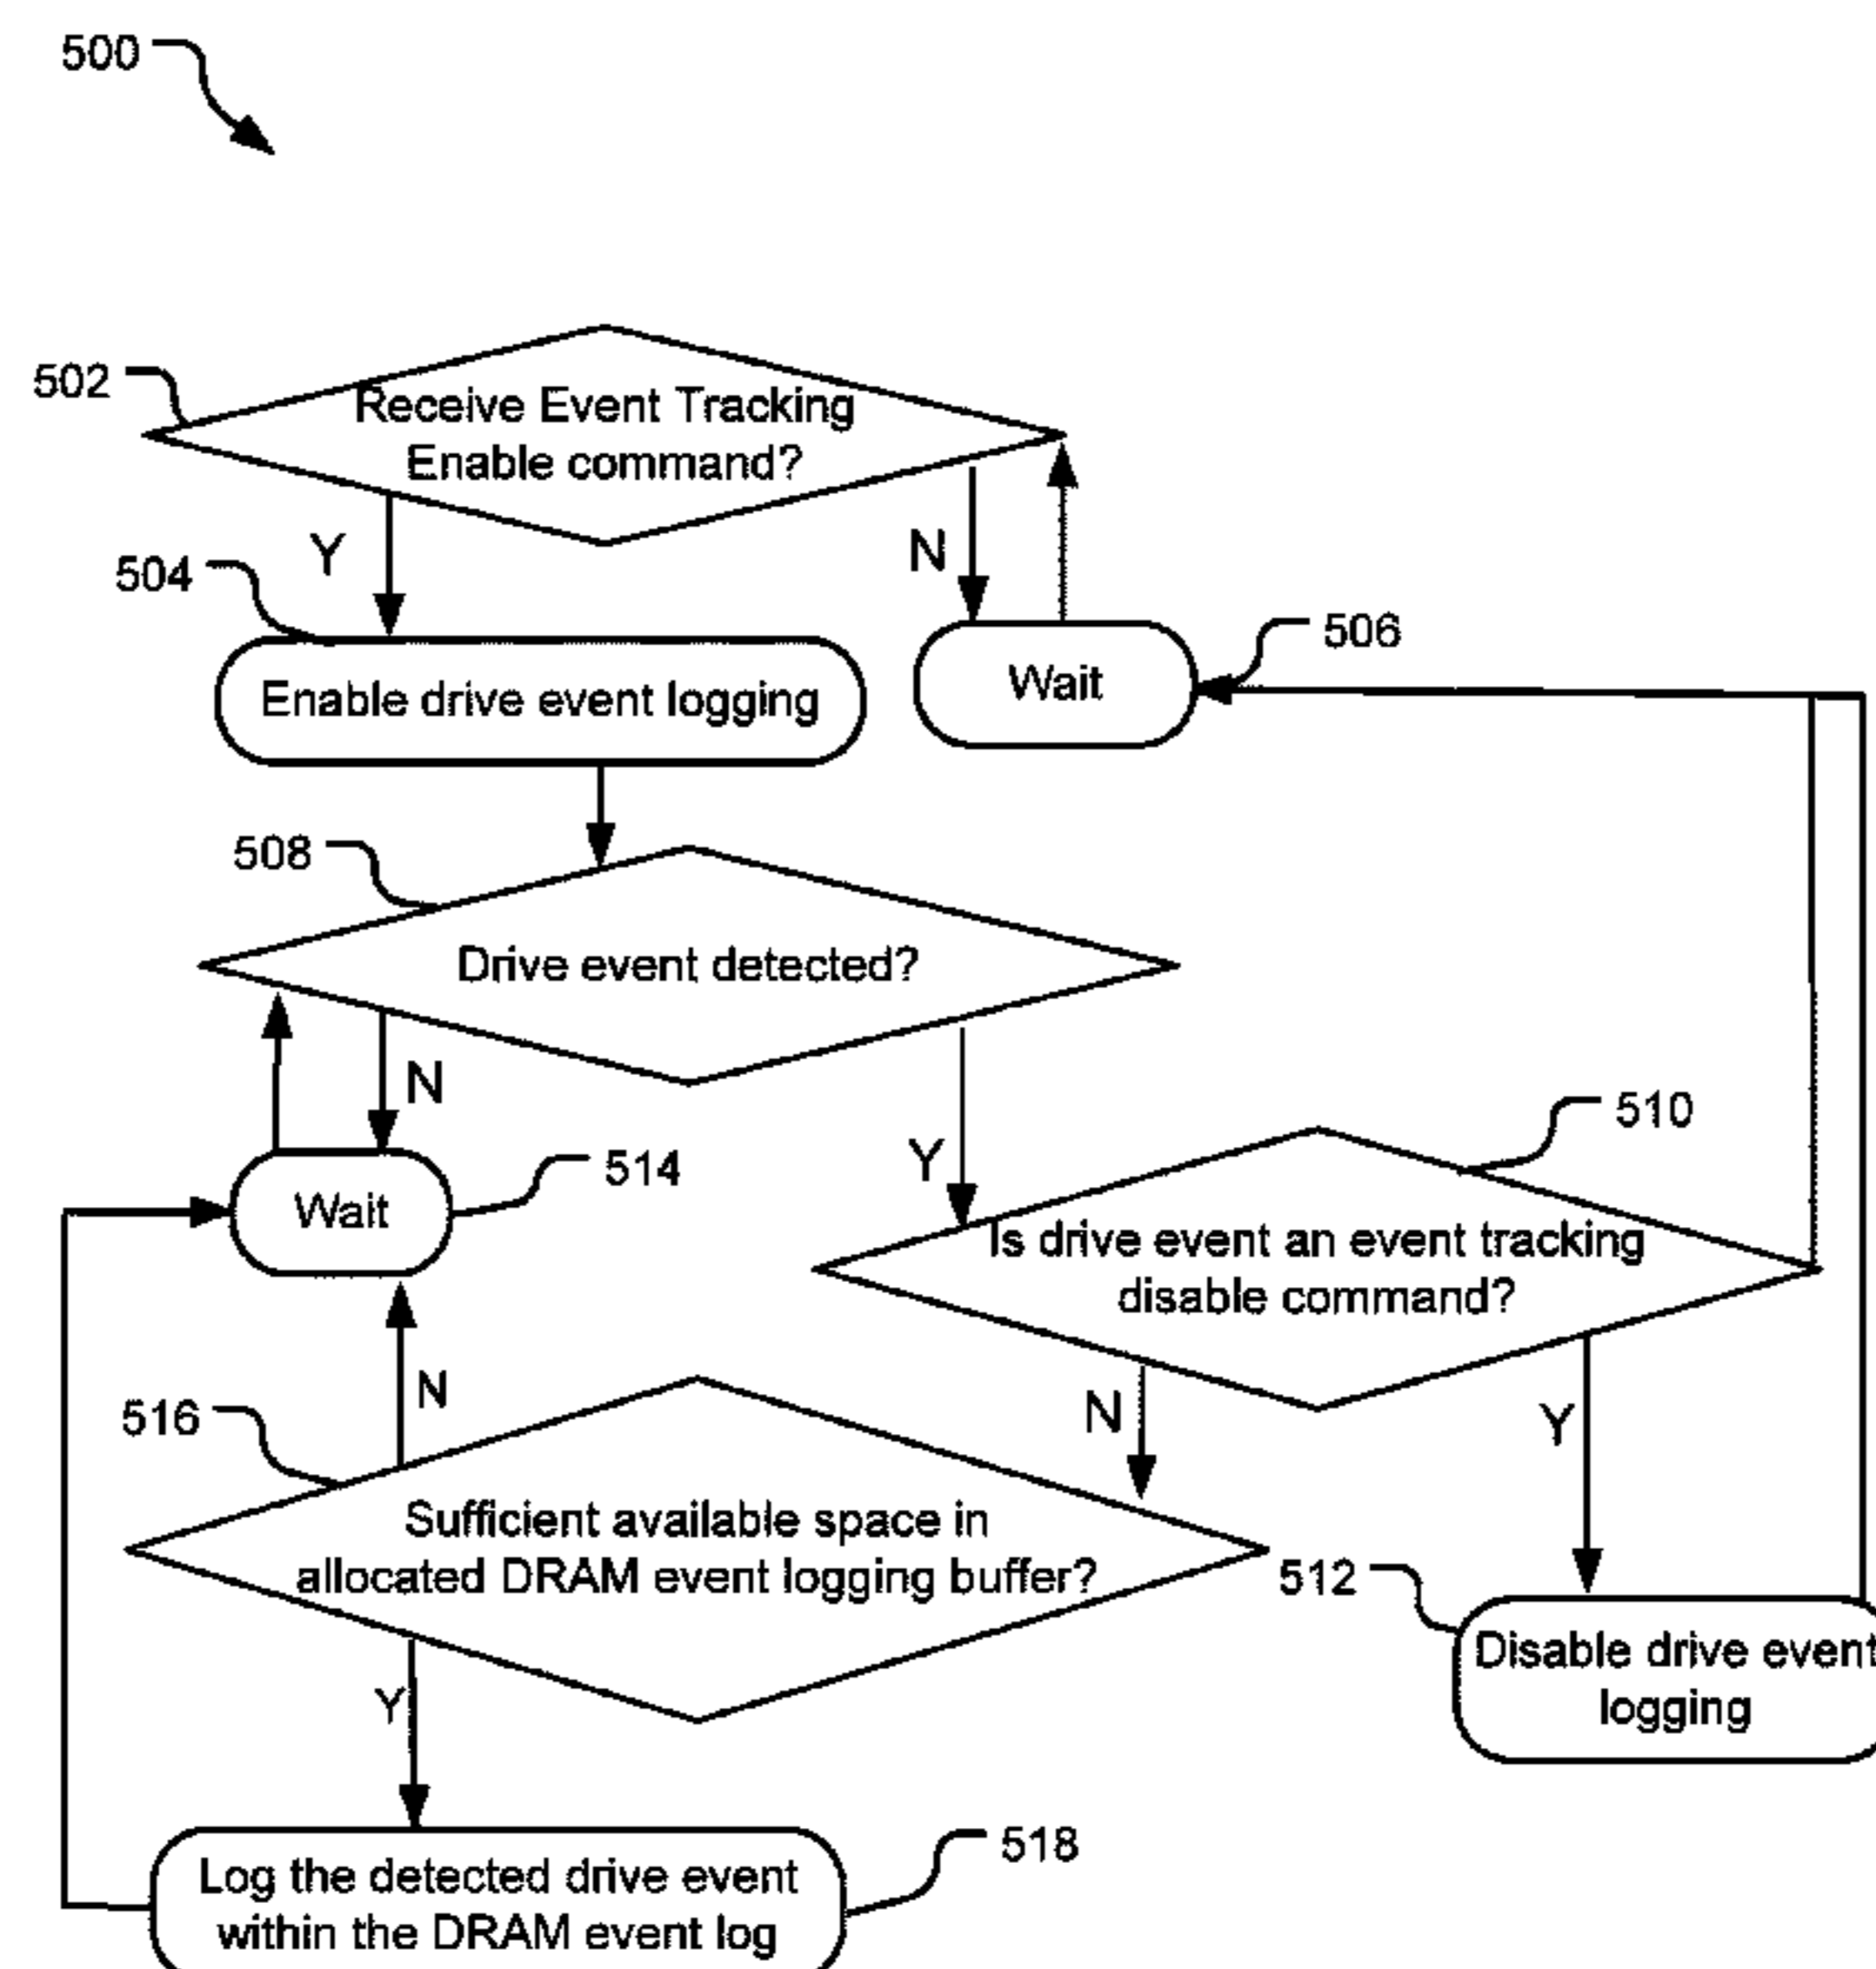 500
502
Receive Event Tracking
Enable command?
Y
N
504
506
Enable drive event logging
Wait
508
Drive event detected?
N
510
Y
514
Wait
Is drive event an event tracking
disable command?
N
N
Y
516
Sufficient available space in
allocated DRAM event logging buffer?
512
Disable drive event
logging
Y
518
Log the detected drive event
within the DRAM event log